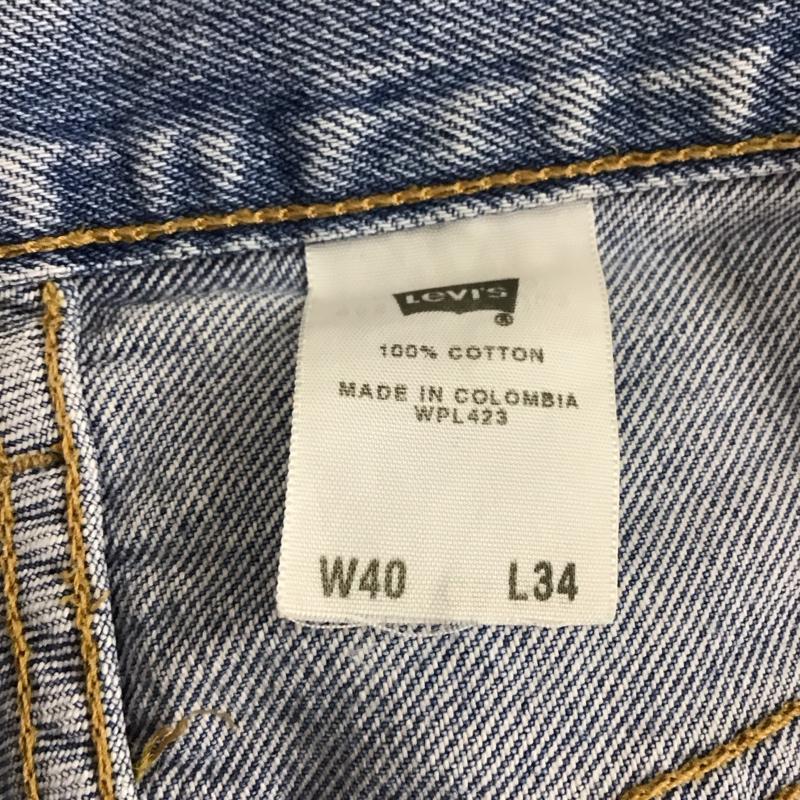 LEVI'S
®
100% COTTON
MADE IN COLOMBIA
WPL423
W40 L34